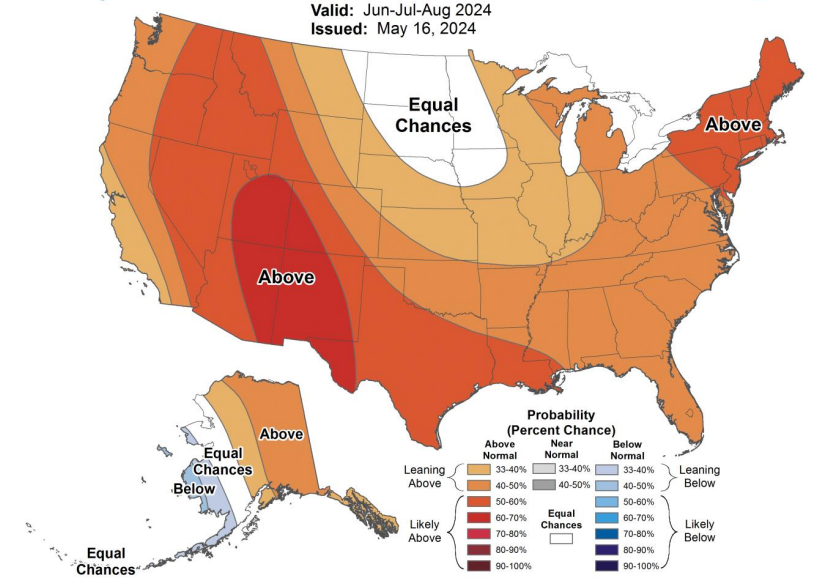 Valid: Jun-Jul-Aug 2024
Issued: May 16, 2024
Equal
Chances
Above
Above
Above
Equal
Chances
Below
Equal
Chances
Probability
(Percent Chance)
Above
Normal
Near
Normal
Below
Normal
Leaning
Above
33-40%
33-40%
33-40%
Leaning
Below
40-50%
40-50%
40-50%
Likely
Above
50-60%
60-70%
70-80%
80-90%
90-100%
Equal
Chances
50-60%
60-70%
70-80%
80-90%
90-100%
Likely
Below